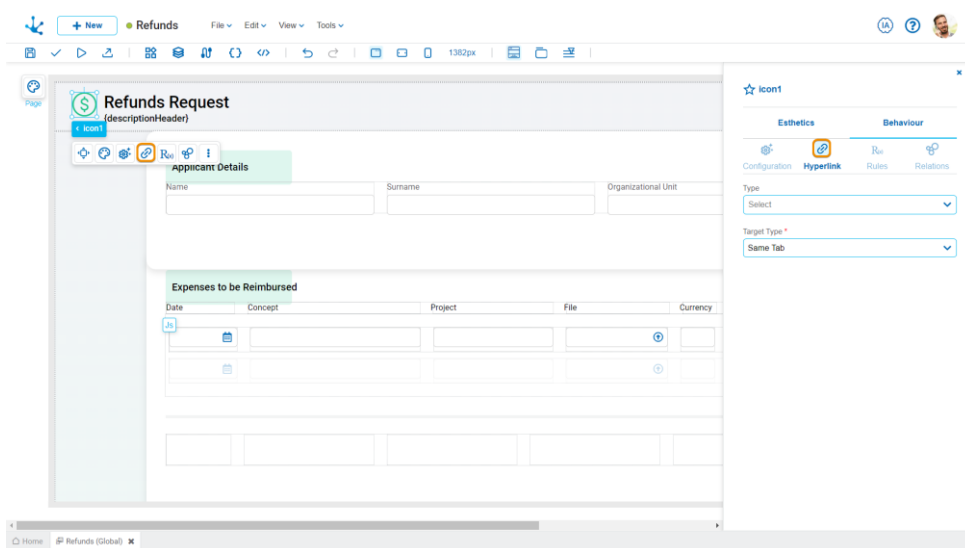 + New
Refunds
File
Edit
View
Tools
IA
?
1382px
Page
$
Refunds Request
{descriptionHeader}
icon1
Applicant Details
Name
Surname
Organizational Unit
Expenses to be Reimbursed
Date
Concept
Project
File
Currency
Js
icon1
Esthetics
Behaviour
Configuration
Hyperlink
Rules
Relations
Type
Select
Target Type *
Same Tab
Home
Refunds (Global)